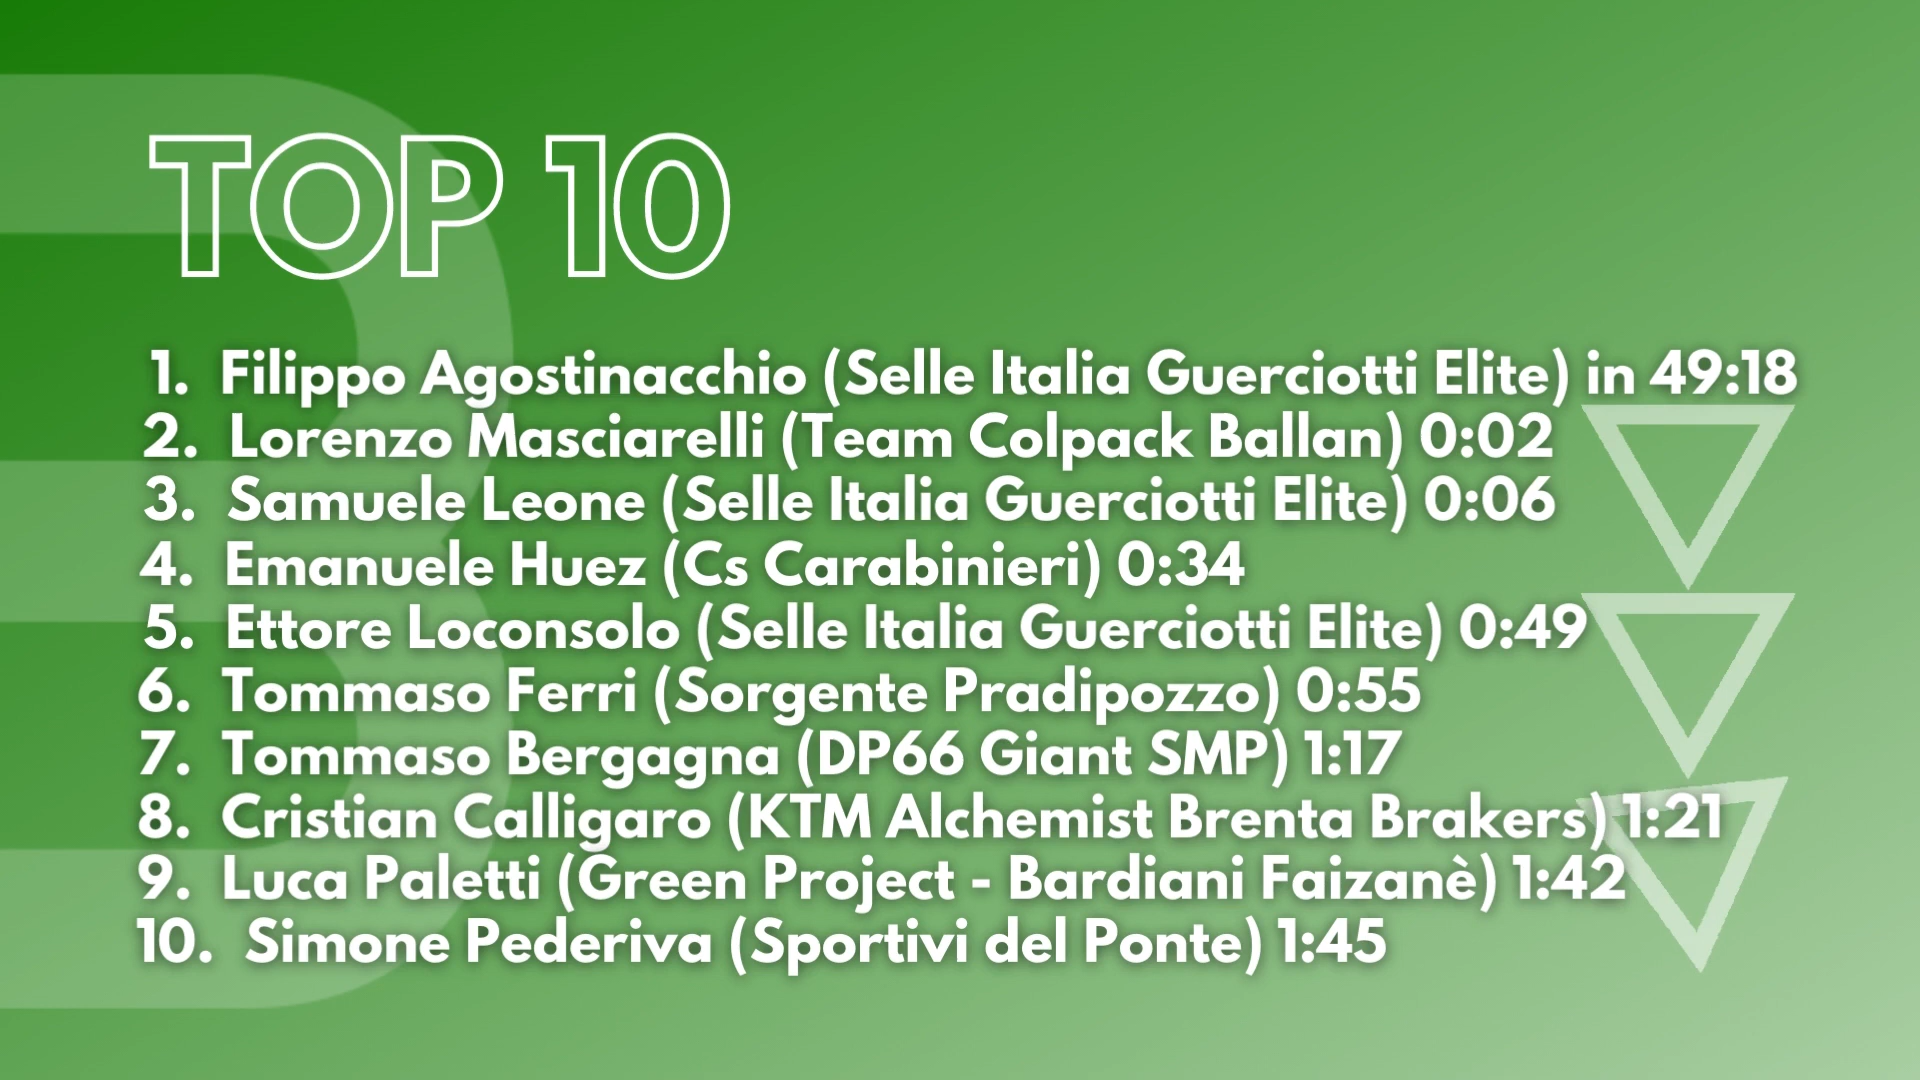 TOP 10
1. Filippo Agostinacchio (Selle Italia Guerciotti Elite) in 49:18
2. Lorenzo Masciarelli (Team Colpack Ballan) 0:02
3. Samuele Leone (Selle Italia Guerciotti Elite) 0:06
4. Emanuele Huez (Cs Carabinieri) 0:34
5. Ettore Loconsolo (Selle Italia Guerciotti Elite) 0:49
6. Tommaso Ferri (Sorgente Pradipozzo) 0:55
7. Tommaso Bergagna (DP66 Giant SMP) 1:17
8. Cristian Calligaro (KTM Alchemist Brenta Brakers) 1:21
9. Luca Paletti (Green Project - Bardiani Faizanè) 1:42
10. Simone Pederiva (Sportivi del Ponte) 1:45